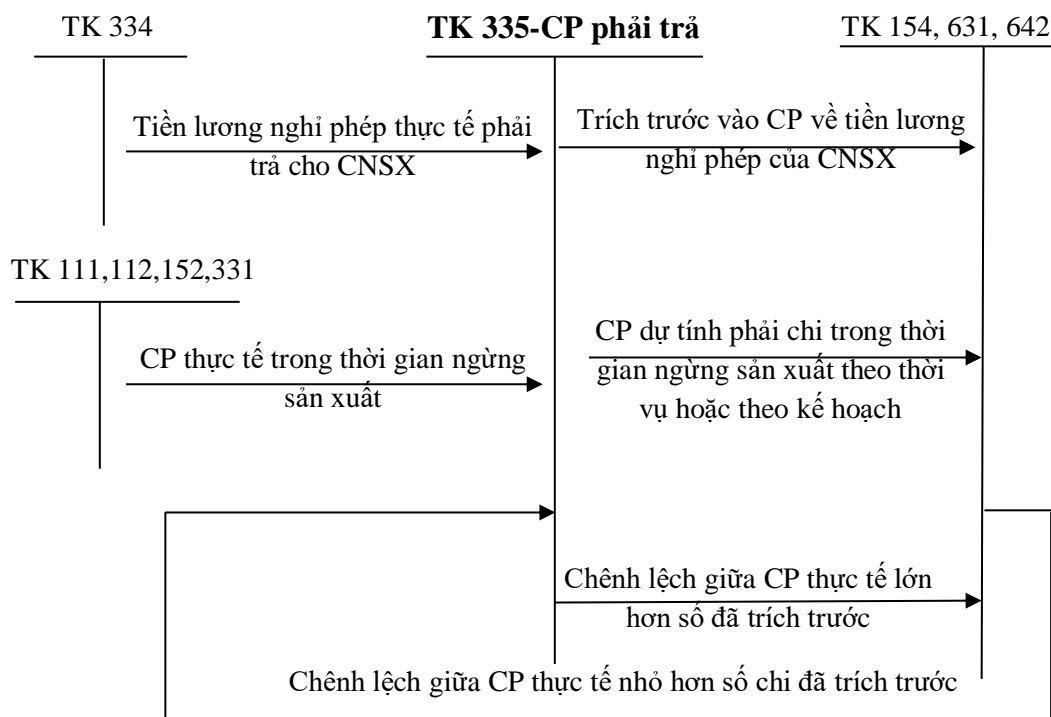 TK 334
TK 335-CP phải trả
TK 154, 631, 642
Tiền lương nghỉ phép thực tế phải
trả cho CNSX
Trích trước vào CP về tiền lương
nghỉ phép của CNSX
TK 111,112,152,331
CP thực tế trong thời gian ngừng
sản xuất
CP dự tính phải chi trong thời
gian ngừng sản xuất theo thời
vụ hoặc theo kế hoạch
Chênh lệch giữa CP thực tế lớn
hơn số đã trích trước
Chênh lệch giữa CP thực tế nhỏ hơn số chi đã trích trước